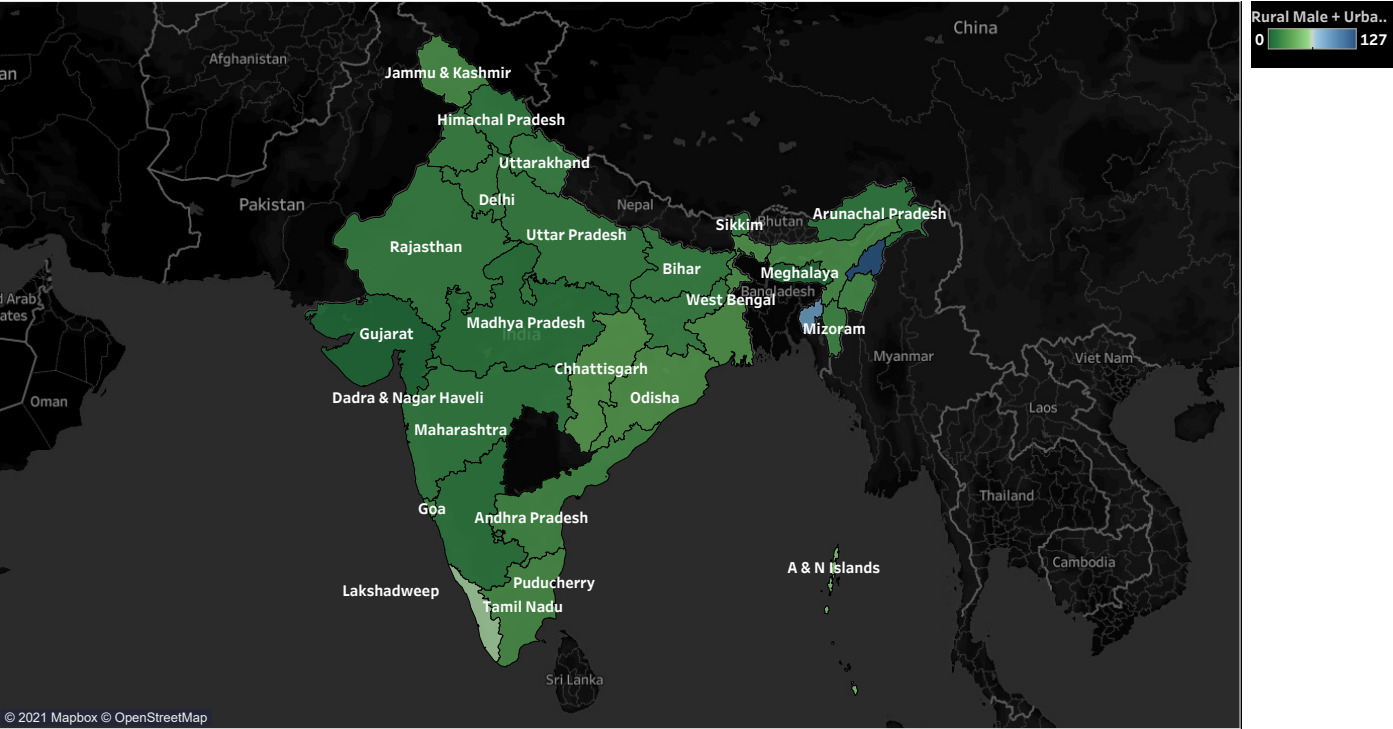 China
Rural Male + Urba..
0
127
Afghanistan
an
Jammu & Kashmir
Himachal Pradesh
Uttarakhand
Delhi
Pakistan
Nepal
Sikkim
Bhutan
Arunachal Pradesh
Uttar Pradesh
Rajasthan
Bihar
Meghalaya
Bangladesh
West Bengal
d Arab
ates
Gujarat
Madhya Pradesh
India
Mizoram
Myanmar
Viet Nam
Chhattisgarh
Odisha
Dadra & Nagar Haveli
Oman
Laos
Maharashtra
Thailand
Goa
Andhra Pradesh
A & N Islands
Cambodia
Puducherry
Lakshadweep
Tamil Nadu
Sri Lanka
© 2021 Mapbox © OpenStreetMap